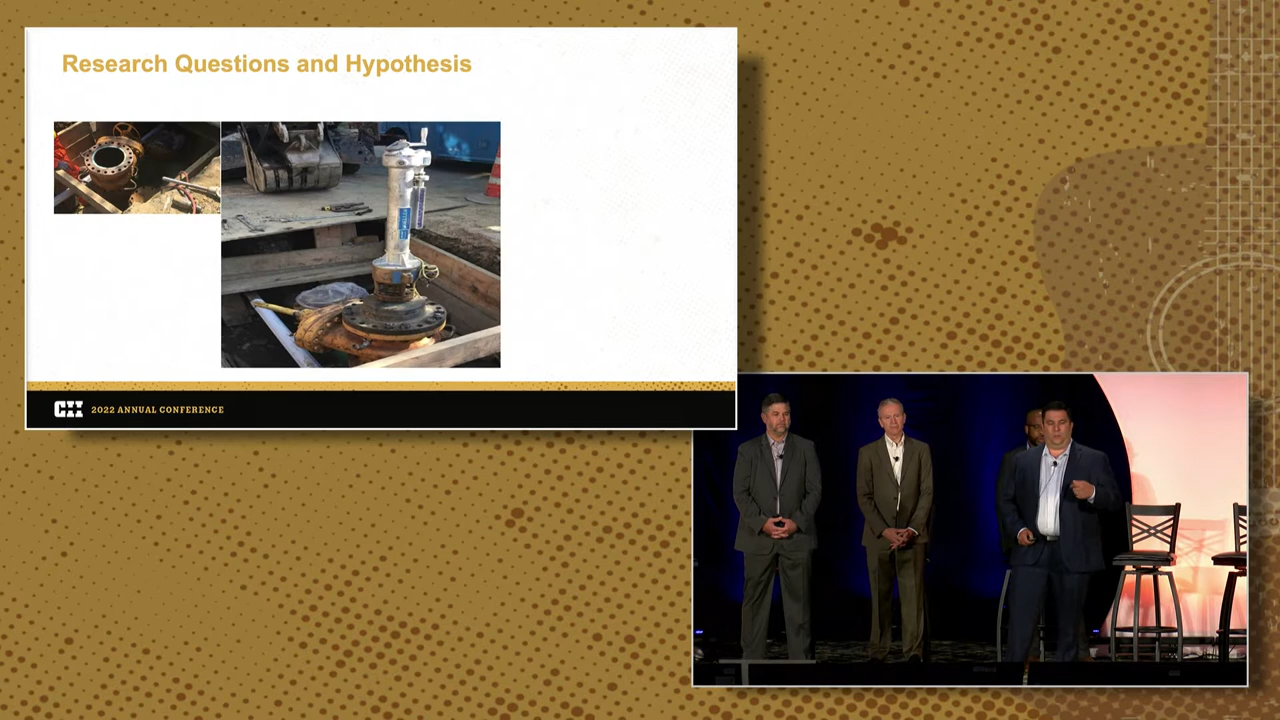 Research Questions and Hypothesis
CII 2022 ANNUAL CONFERENCE